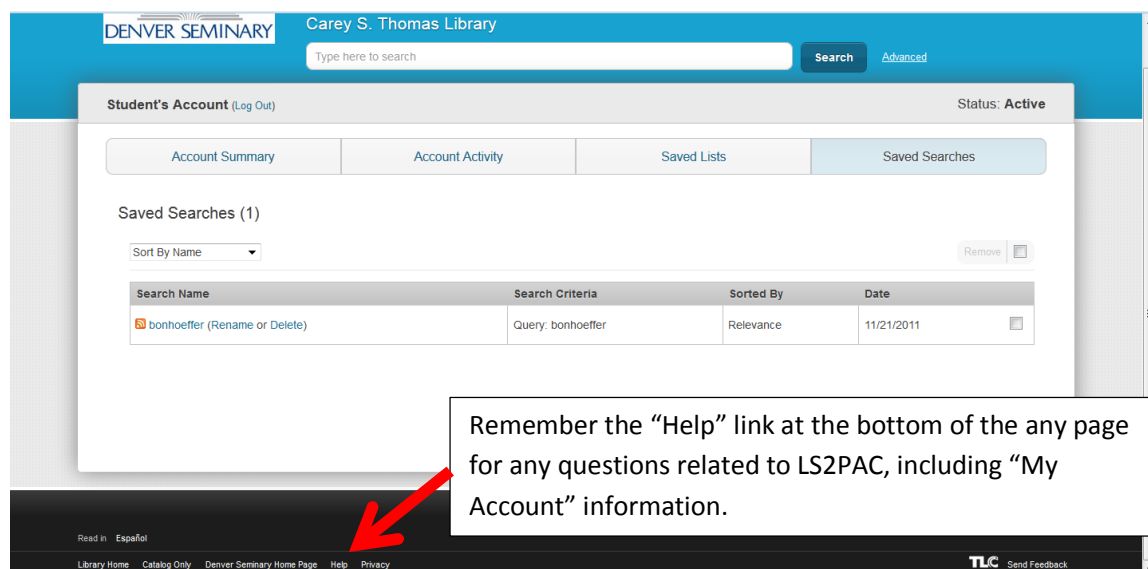 DENVER SEMINARY
Carey S. Thomas Library
Type here to search
Search
Advanced
Student's Account (Log Out)
Status: Active
Account Summary
Account Activity
Saved Lists
Saved Searches
Saved Searches (1)
Sort By Name
Remove
Search Name
Search Criteria
Sorted By
Date
bonhoeffer (Rename or Delete)
Query: bonhoeffer
Relevance
11/21/2011
Remember the “Help” link at the bottom of the any page
for any questions related to LS2PAC, including “My
Account” information.
Read in Español
Library Home Catalog Only Denver Seminary Home Page Help Privacy
TLC Send Feedback